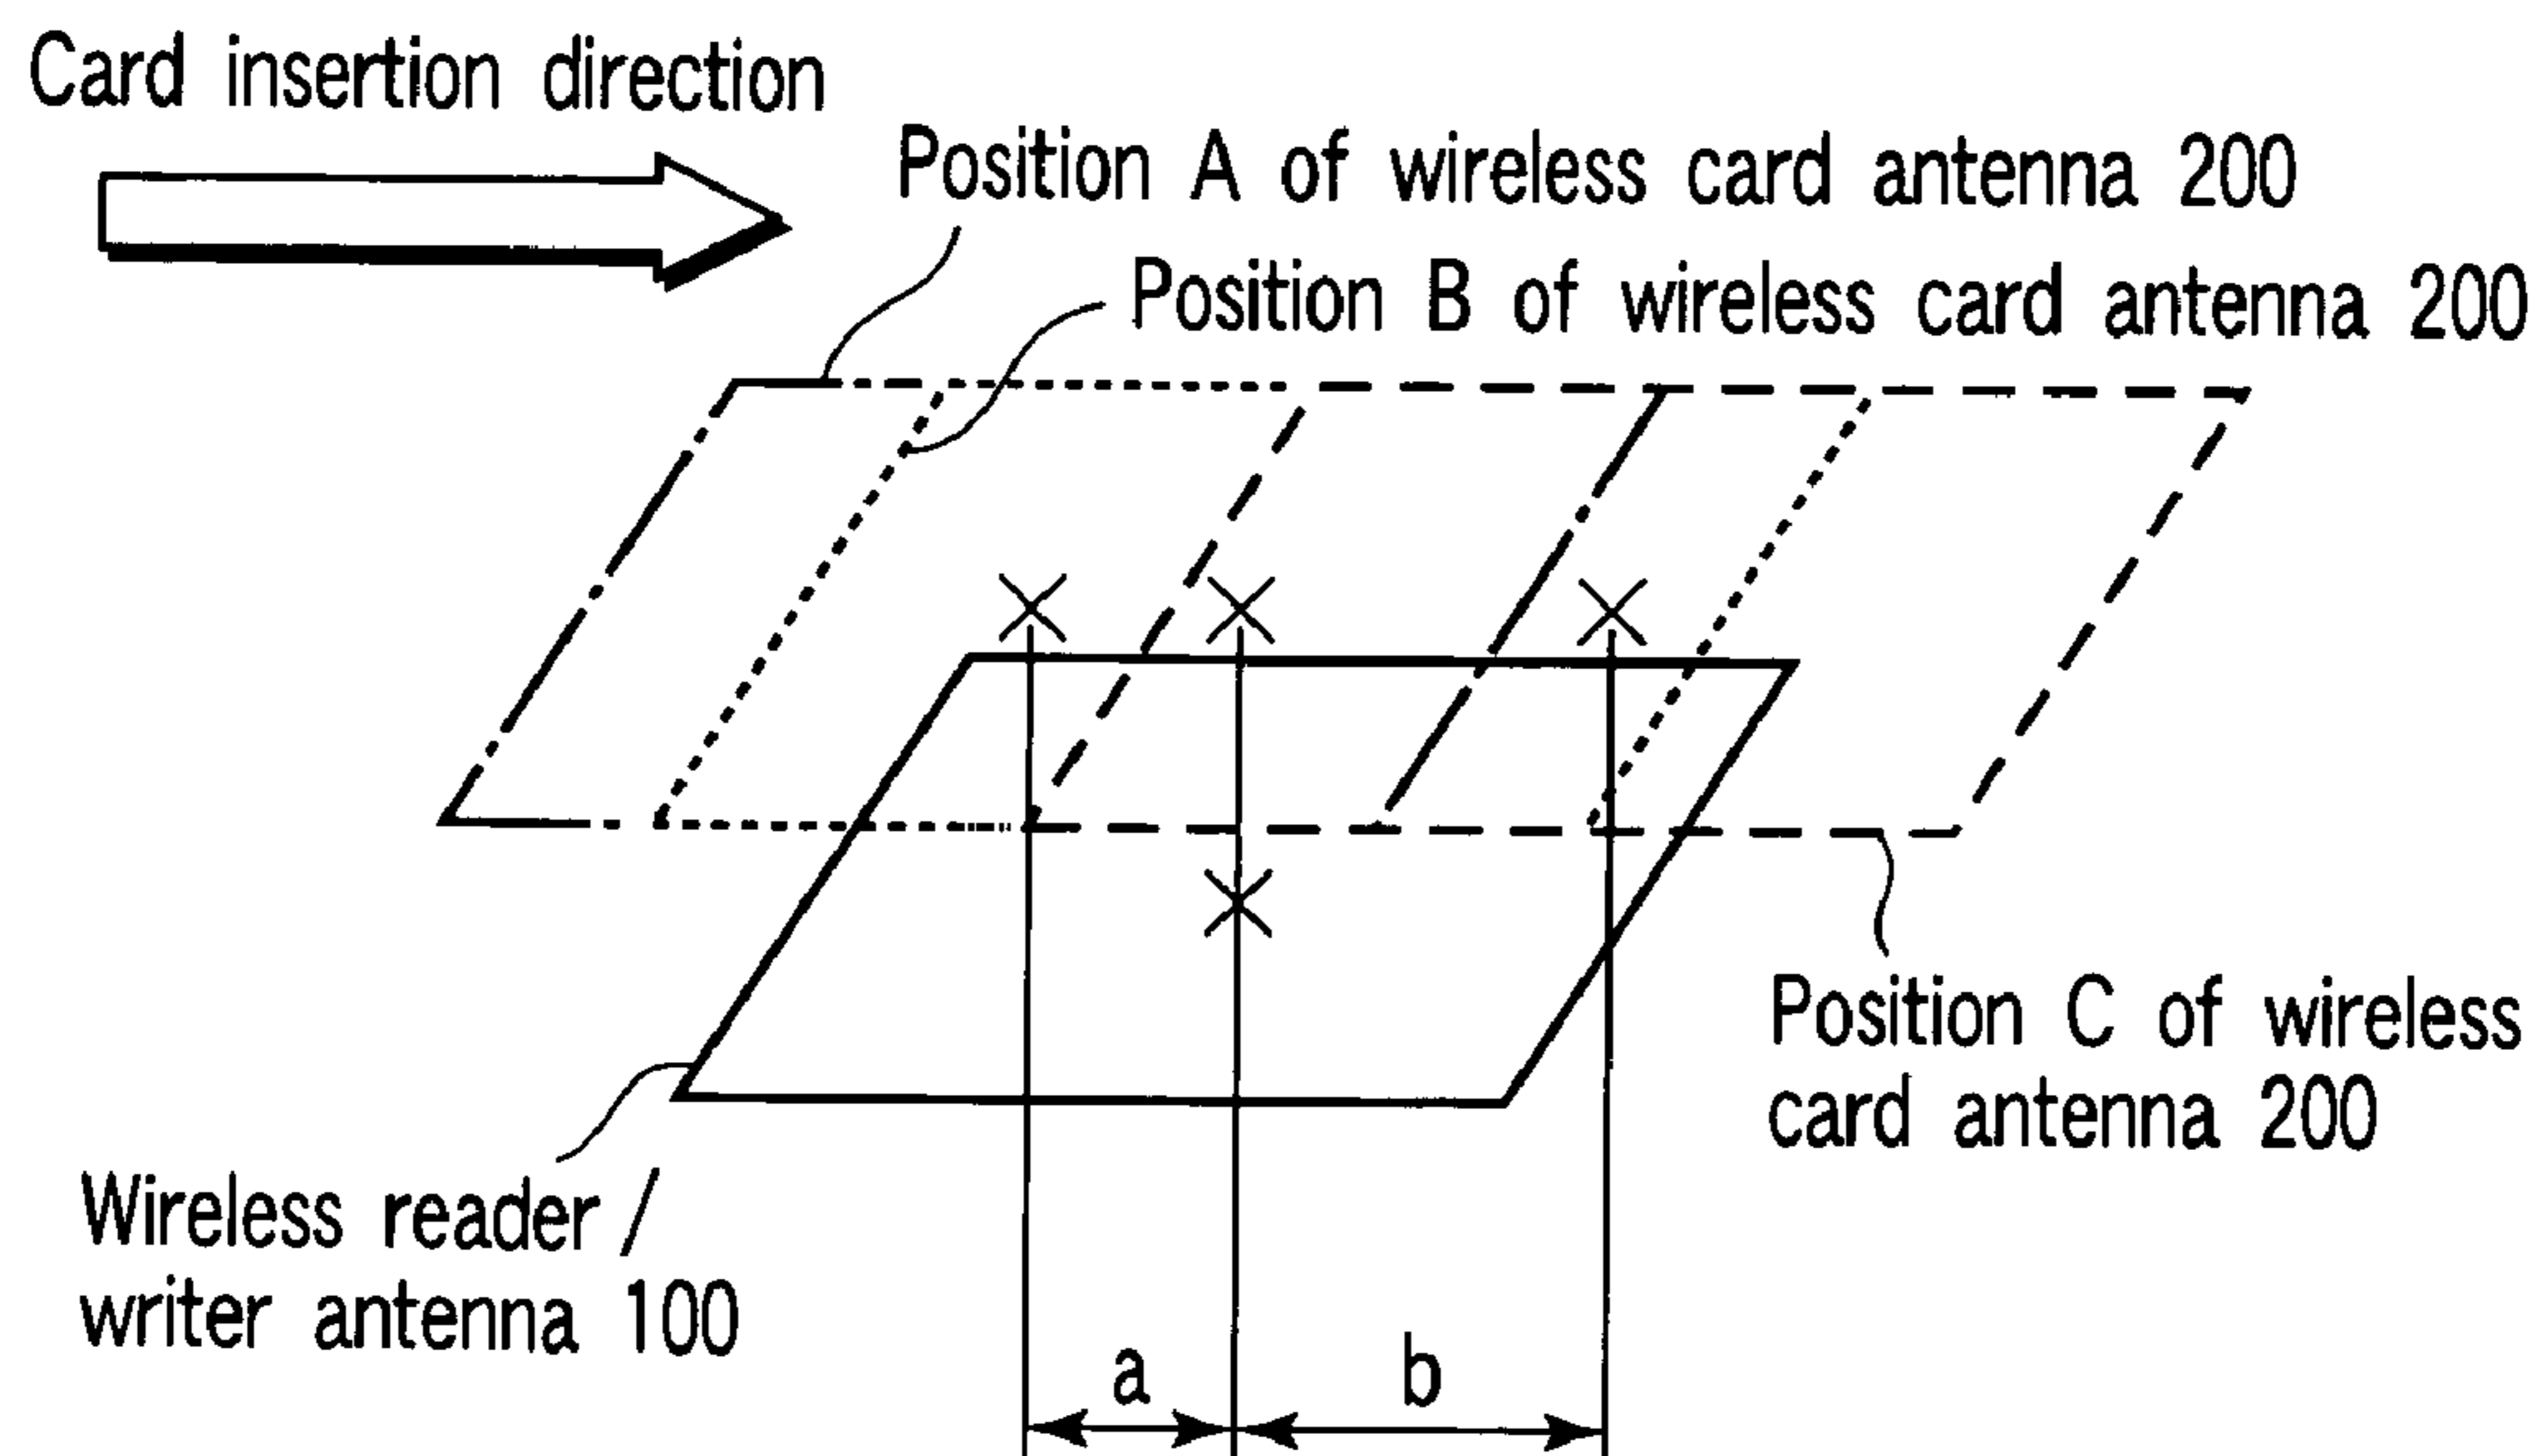 Card insertion direction
Position A of wireless card antenna 200
Position B of wireless card antenna 200
Position C of wireless
card antenna 200
Wireless reader /
writer antenna 100
a
b